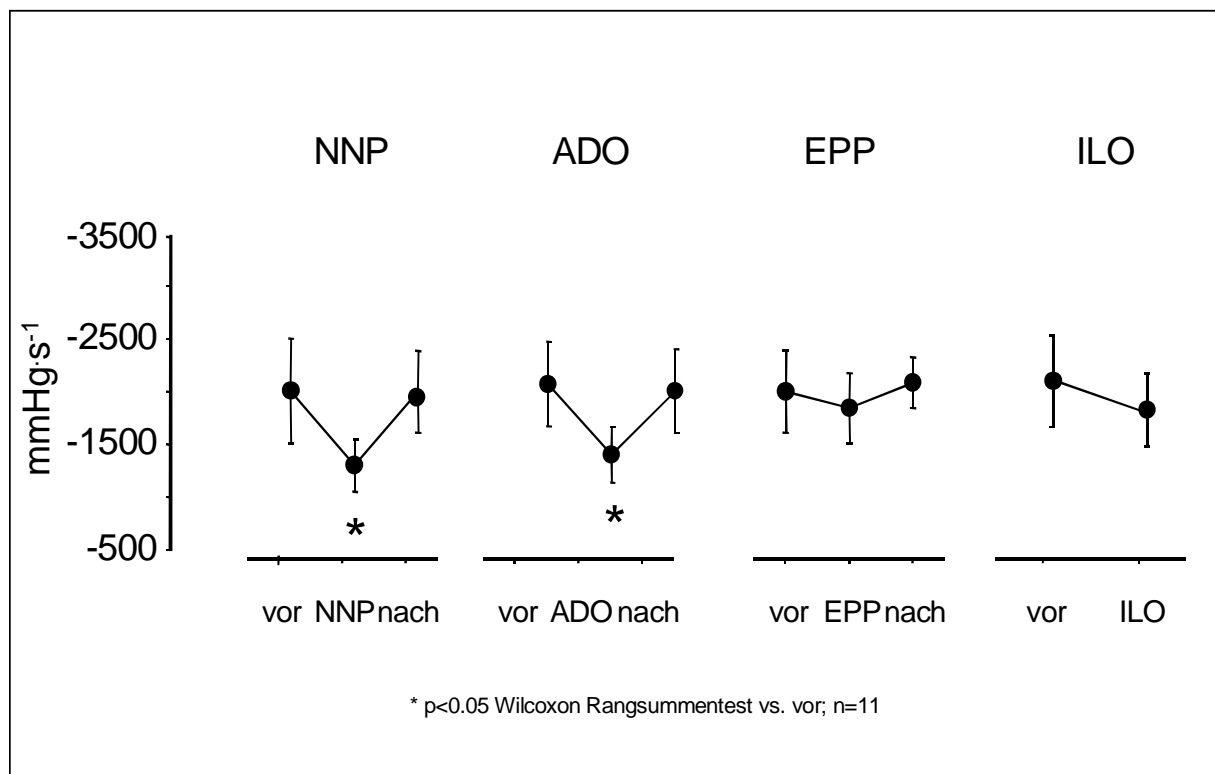 NNP ADO EPP ILO
-3500
-2500
-1500
-500
mmHg·s-1
* *
vor NNP nach vor ADO nach vor EPP nach vor ILO
* p<0.05 Wilcoxon Rangsummentest vs. vor; n=11